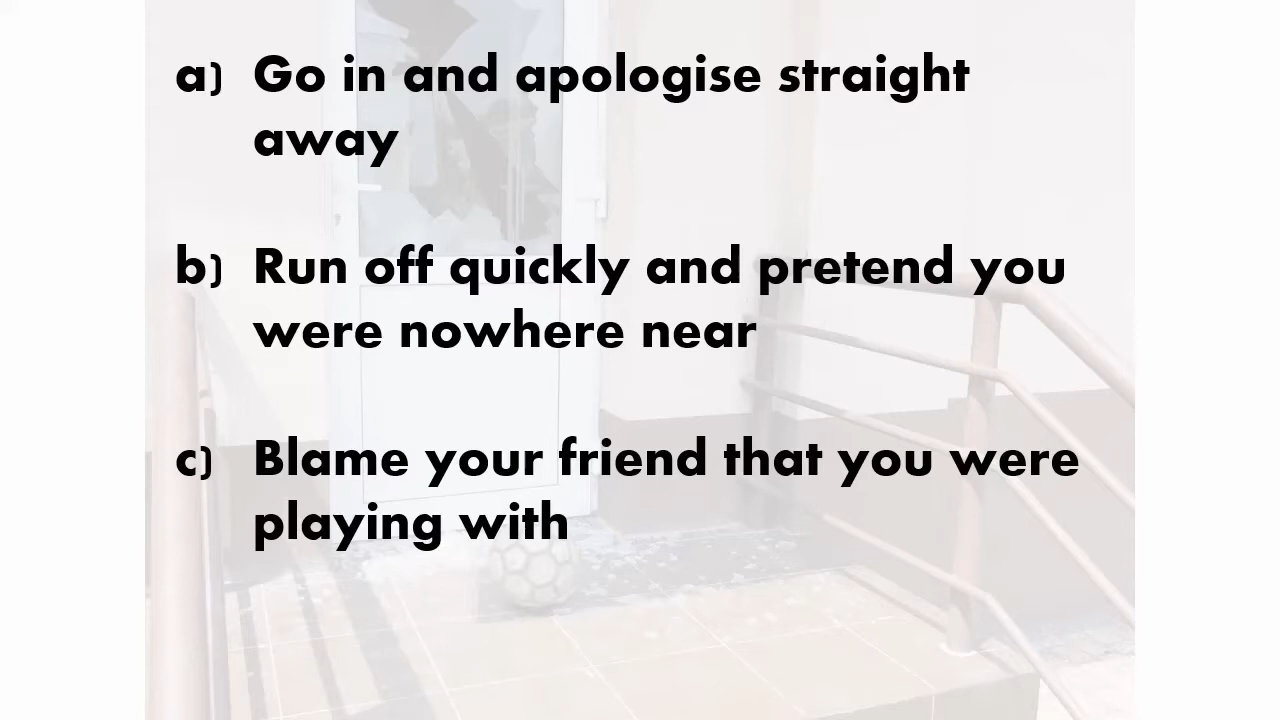 a) Go in and apologise straight
away
b) Run off quickly and pretend you
were nowhere near
c) Blame your friend that you were
playing with